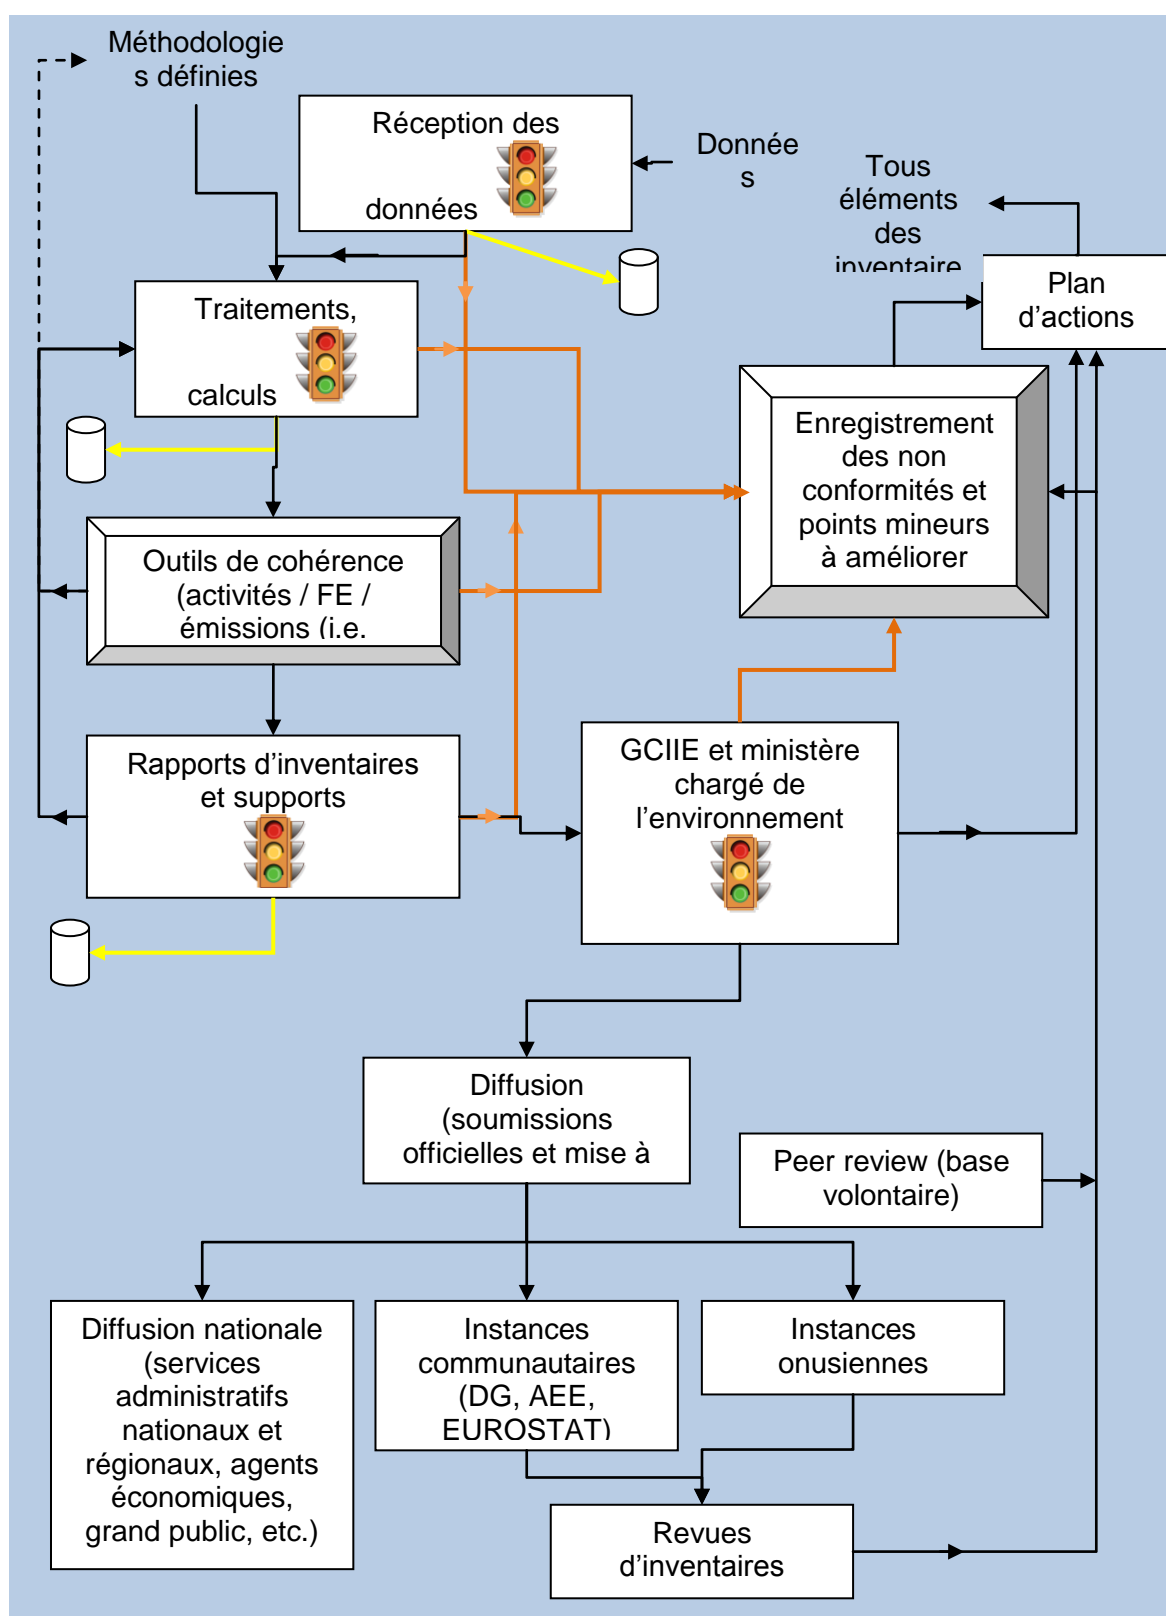 Méthodologie
s définies
Réception des
données
Donnée
s
Tous
éléments
des
inventaire
Plan
d’actions
Traitements,
calculs
Enregistrement
des non
conformités et
points mineurs
à améliorer
Outils de cohérence
(activités / FE /
émissions (i.e.
Rapports d’inventaires
et supports
GCIIE et ministère
chargé de
l’environnement
Diffusion
(soumissions
officielles et mise à
Peer review (base
volontaire)
Diffusion nationale
(services
administratifs
nationaux et
régionaux, agents
économiques,
grand public, etc.)
Instances
communautaires
(DG, AEE,
EUROSTAT)
Instances
onusiennes
Revues
d’inventaires